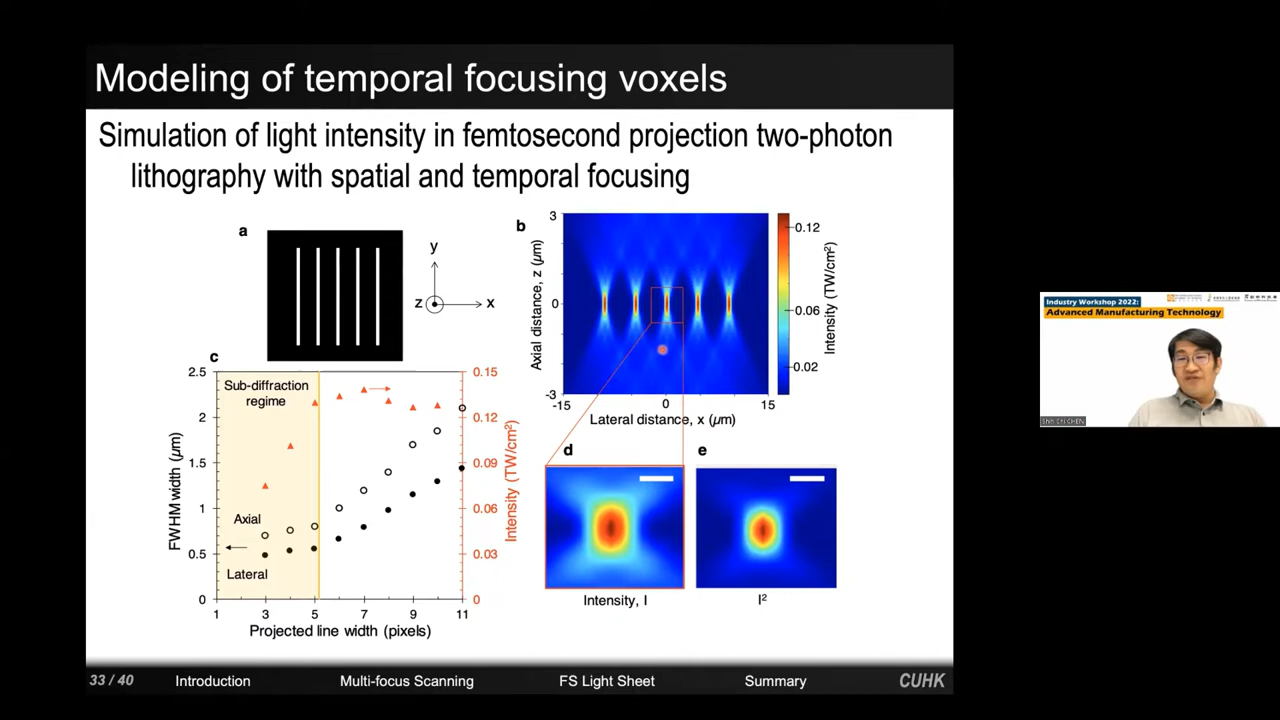 Modeling of temporal focusing voxels
Simulation of light intensity in femtosecond projection two-photon
lithography with spatial and temporal focusing
a
y
z
x
b
3
0
-3
Axial distance, z (µm)
-15
0
15
Lateral distance, x (µm)
0.12
0.06
0.02
Intensity (TW/cm²)
c
Sub-diffraction
regime
Axial
Lateral
2.5
2
1.5
1
0.5
0
FWHM width (µm)
0.15
0.12
0.09
0.06
0.03
0
Intensity (TW/cm²)
1
3
5
7
9
11
Projected line width (pixels)
d
Intensity, I
e
I²
33 / 40
Introduction
Multi-focus Scanning
FS Light Sheet
Summary
CUHK
Industry Workshop 2022:
Advanced Manufacturing Technology
Shih Chi CHEN